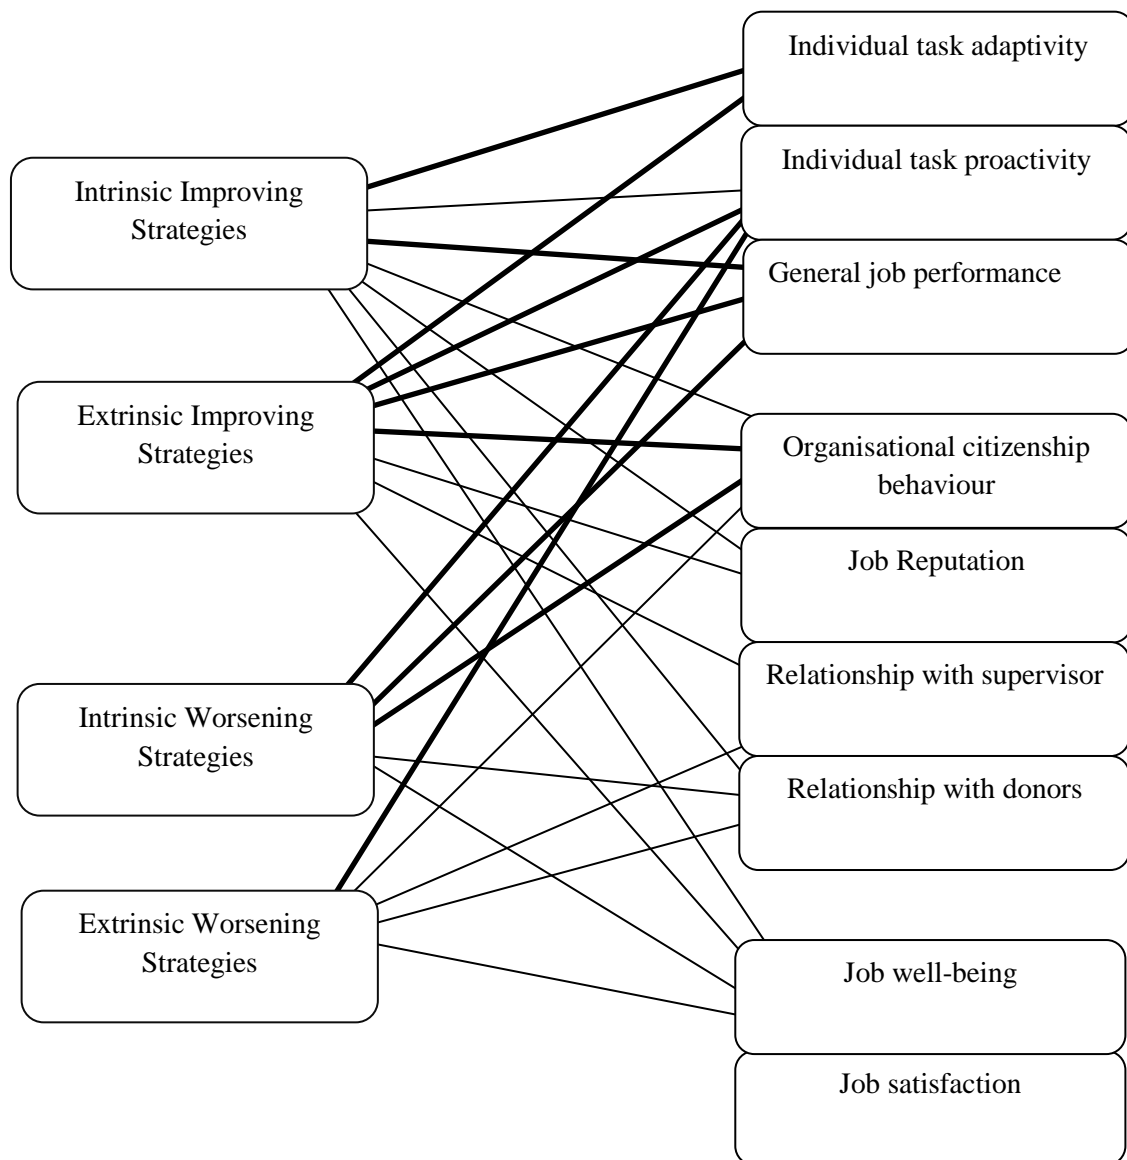 Intrinsic Improving
Strategies
Extrinsic Improving
Strategies
Intrinsic Worsening
Strategies
Extrinsic Worsening
Strategies
Individual task adaptivity
Individual task proactivity
General job performance
Organisational citizenship
behaviour
Job Reputation
Relationship with supervisor
Relationship with donors
Job well-being
Job satisfaction